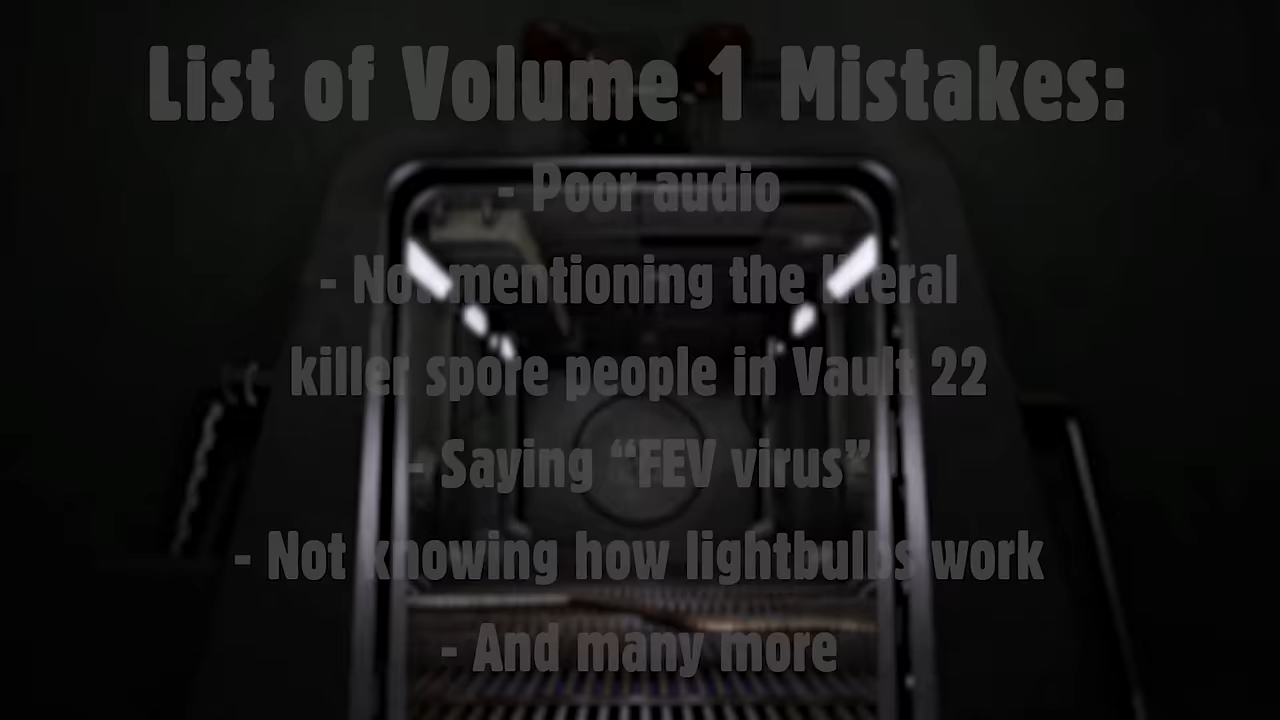 List of Volume 1 Mistakes:
- Poor audio
- Not mentioning the literal
killer spore people in Vault 22
- Saying “FEV virus”
- Not knowing how lightbulbs work
- And many more